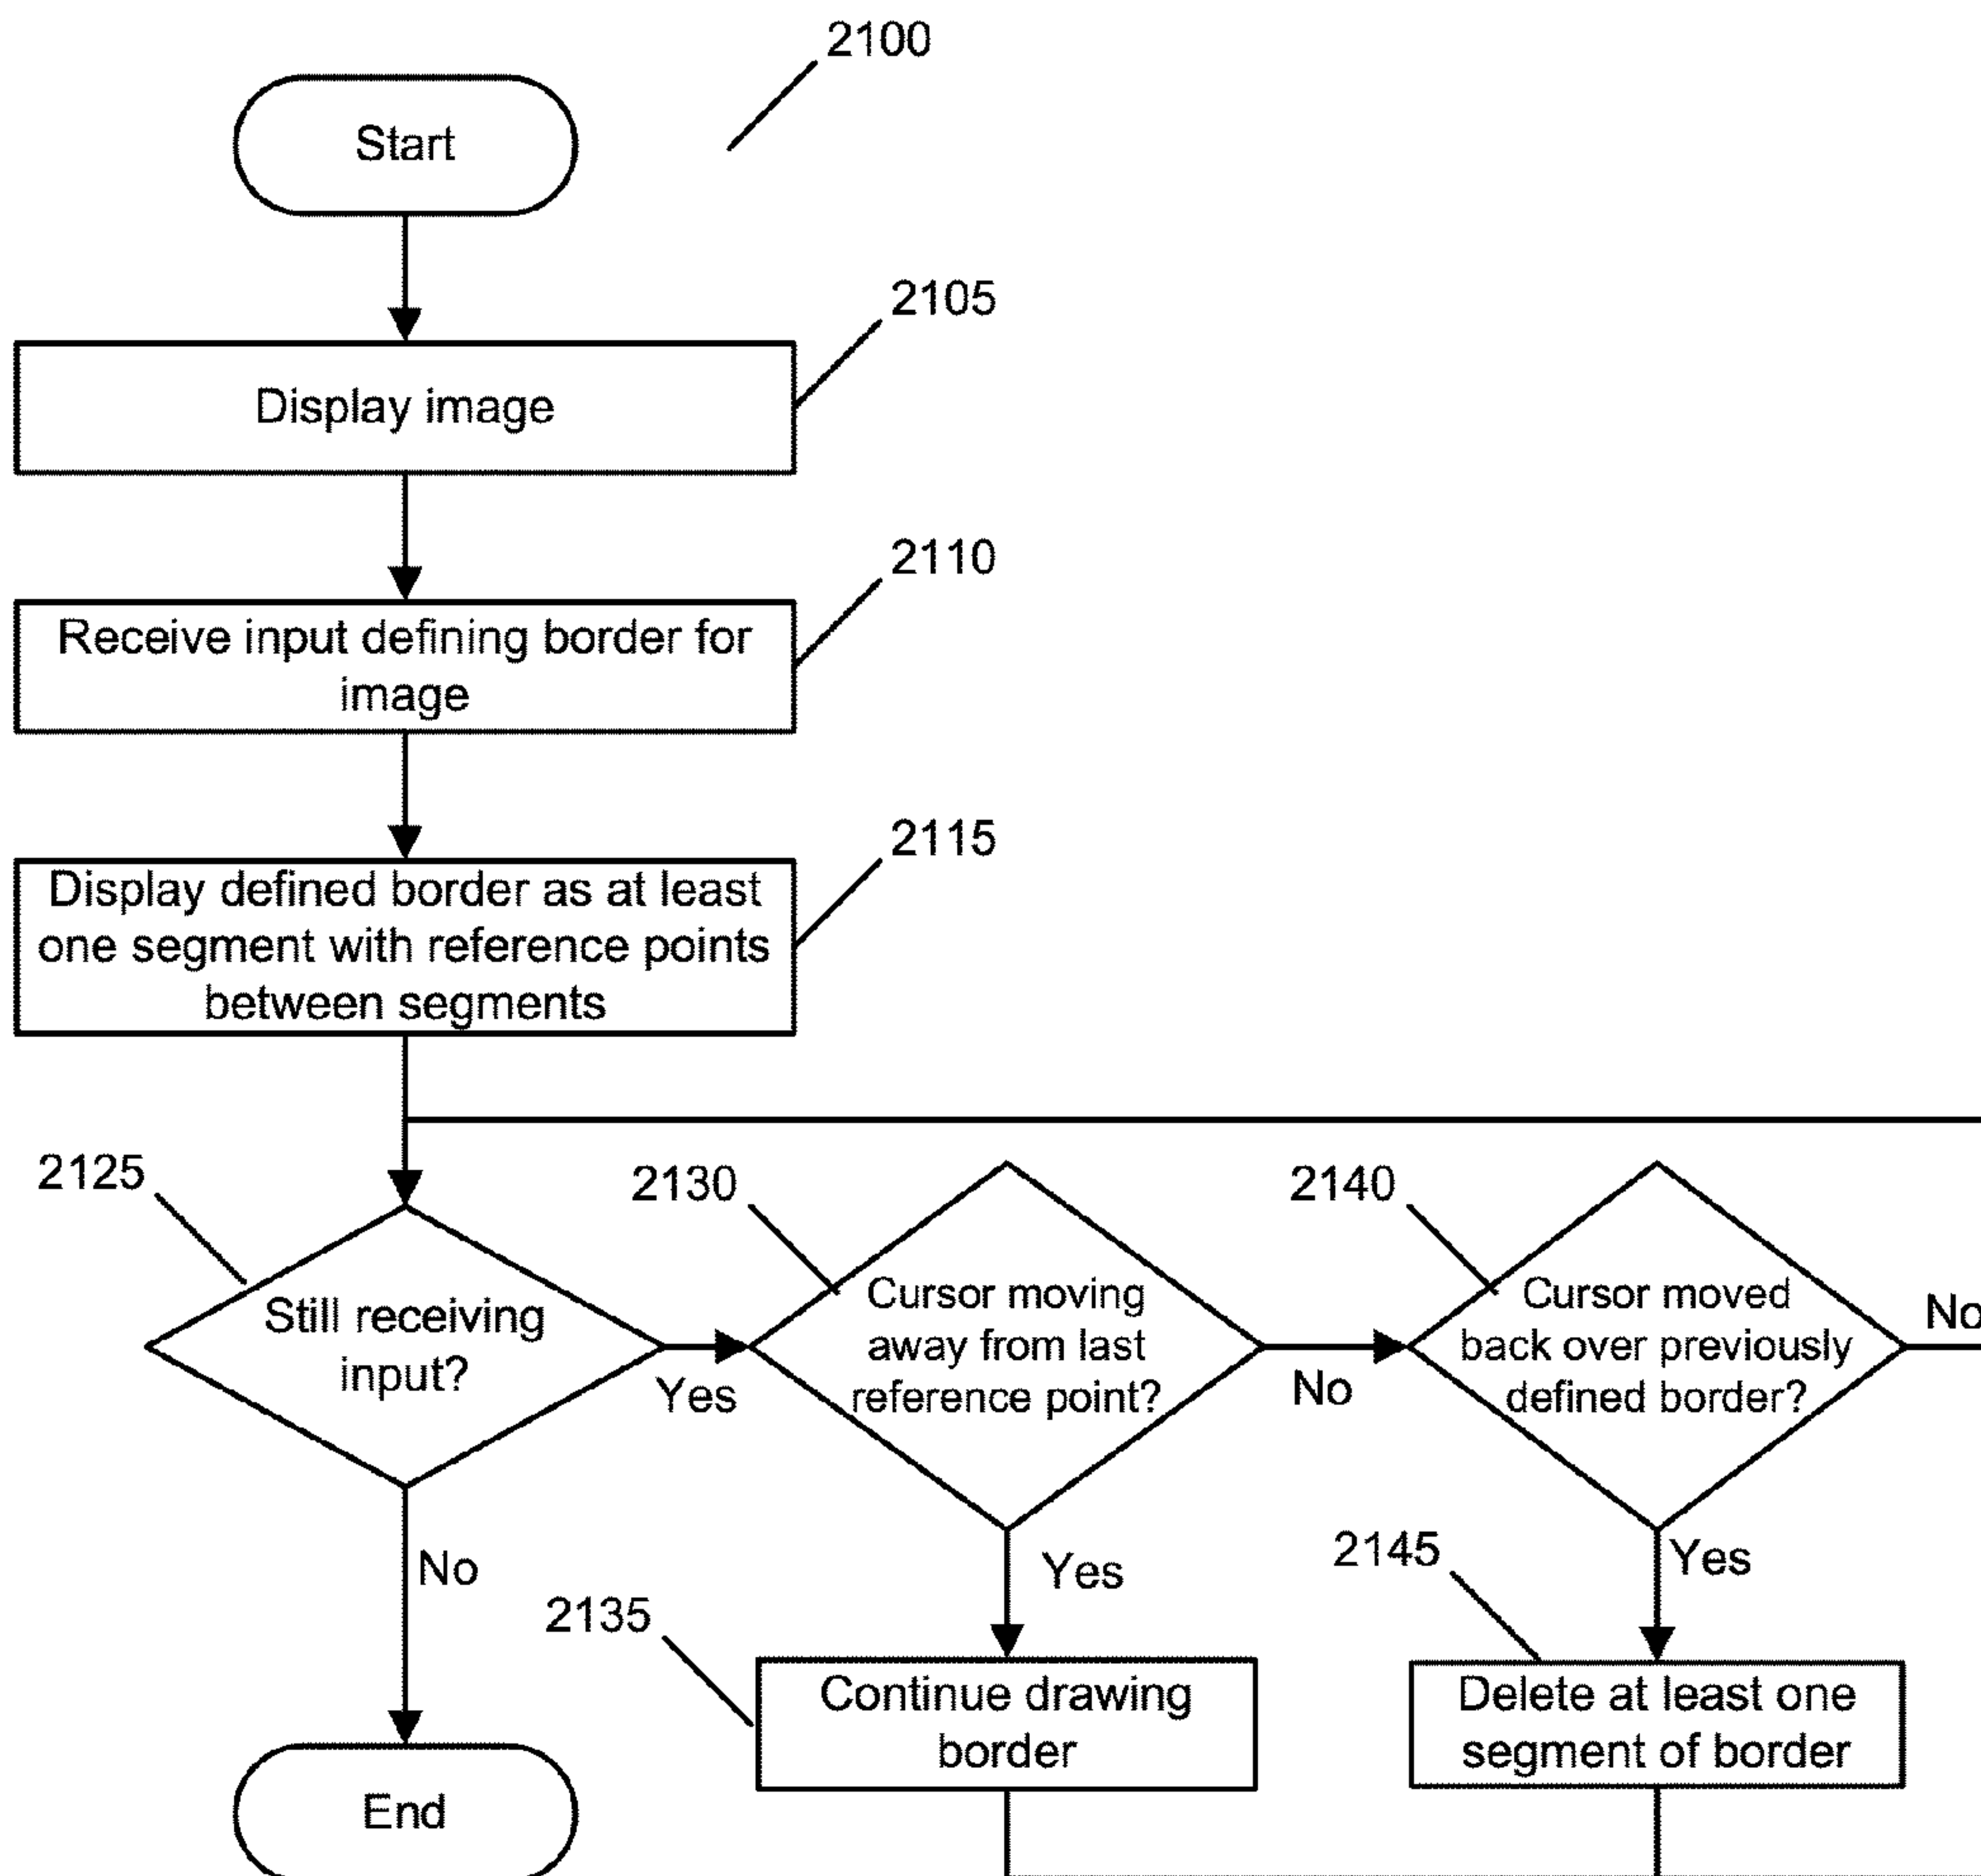 2100
Start
2105
Display image
2110
Receive input defining border for
image
2115
Display defined border as at least
one segment with reference points
between segments
2125
Still receiving
input?
Yes
No
2130
Cursor moving
away from last
reference point?
No
Yes
2140
Cursor moved
back over previously
defined border?
No
Yes
2135
Continue drawing
border
2145
Delete at least one
segment of border
End